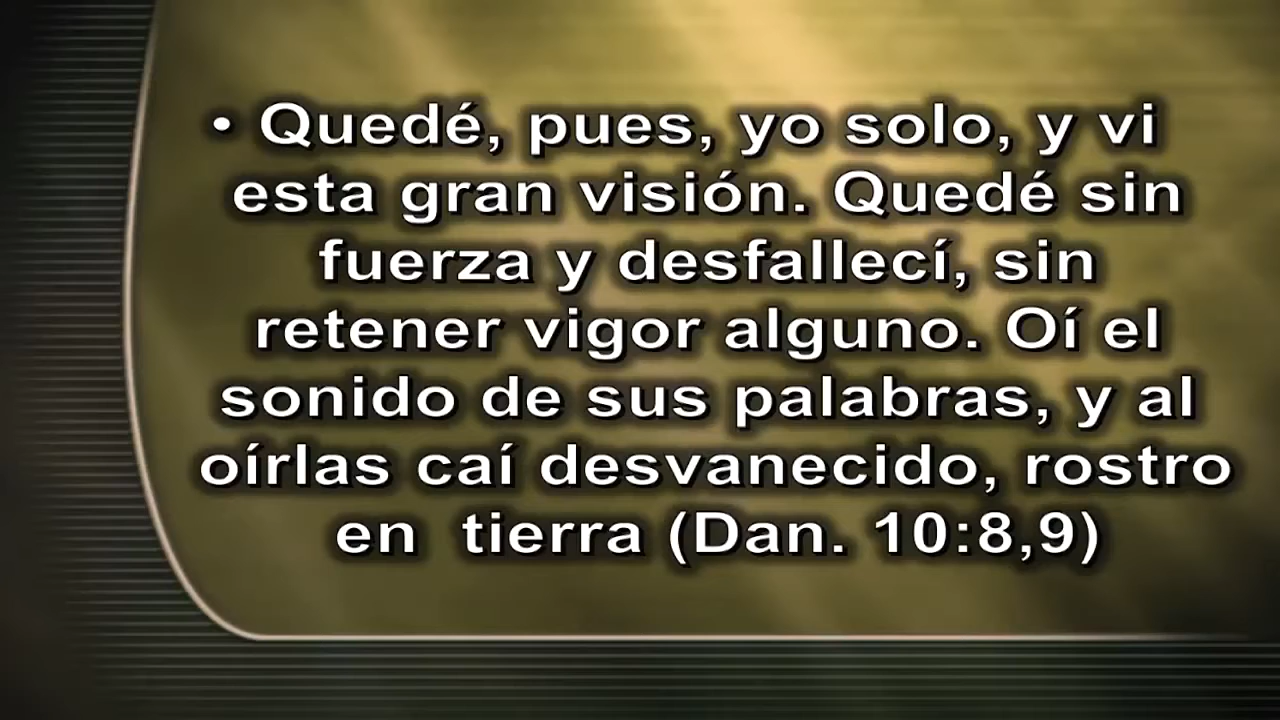 • Quedé, pues, yo solo, y vi
esta gran visión. Quedé sin
fuerza y desfallecí, sin
retener vigor alguno. Oí el
sonido de sus palabras, y al
oírlas caí desvanecido, rostro
en  tierra (Dan. 10:8,9)